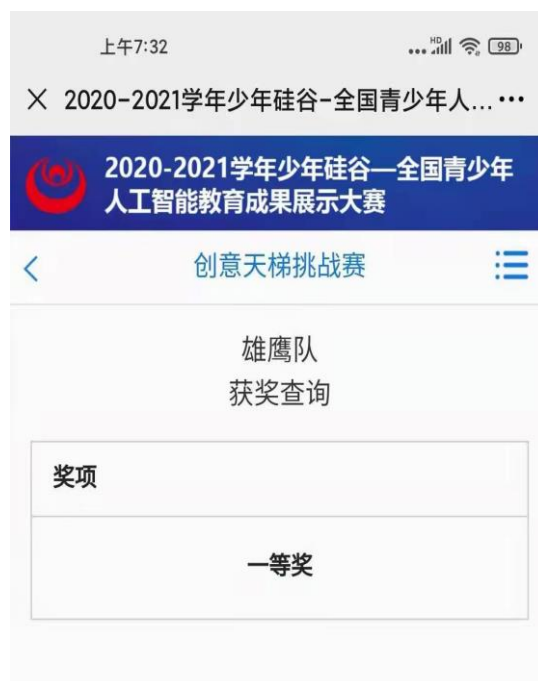 上午7:32
HD
98
2020-2021学年少年硅谷-全国青少年人...
2020-2021学年少年硅谷—全国青少年
人工智能教育成果展示大赛
创意天梯挑战赛
雄鹰队
获奖查询
奖项
一等奖